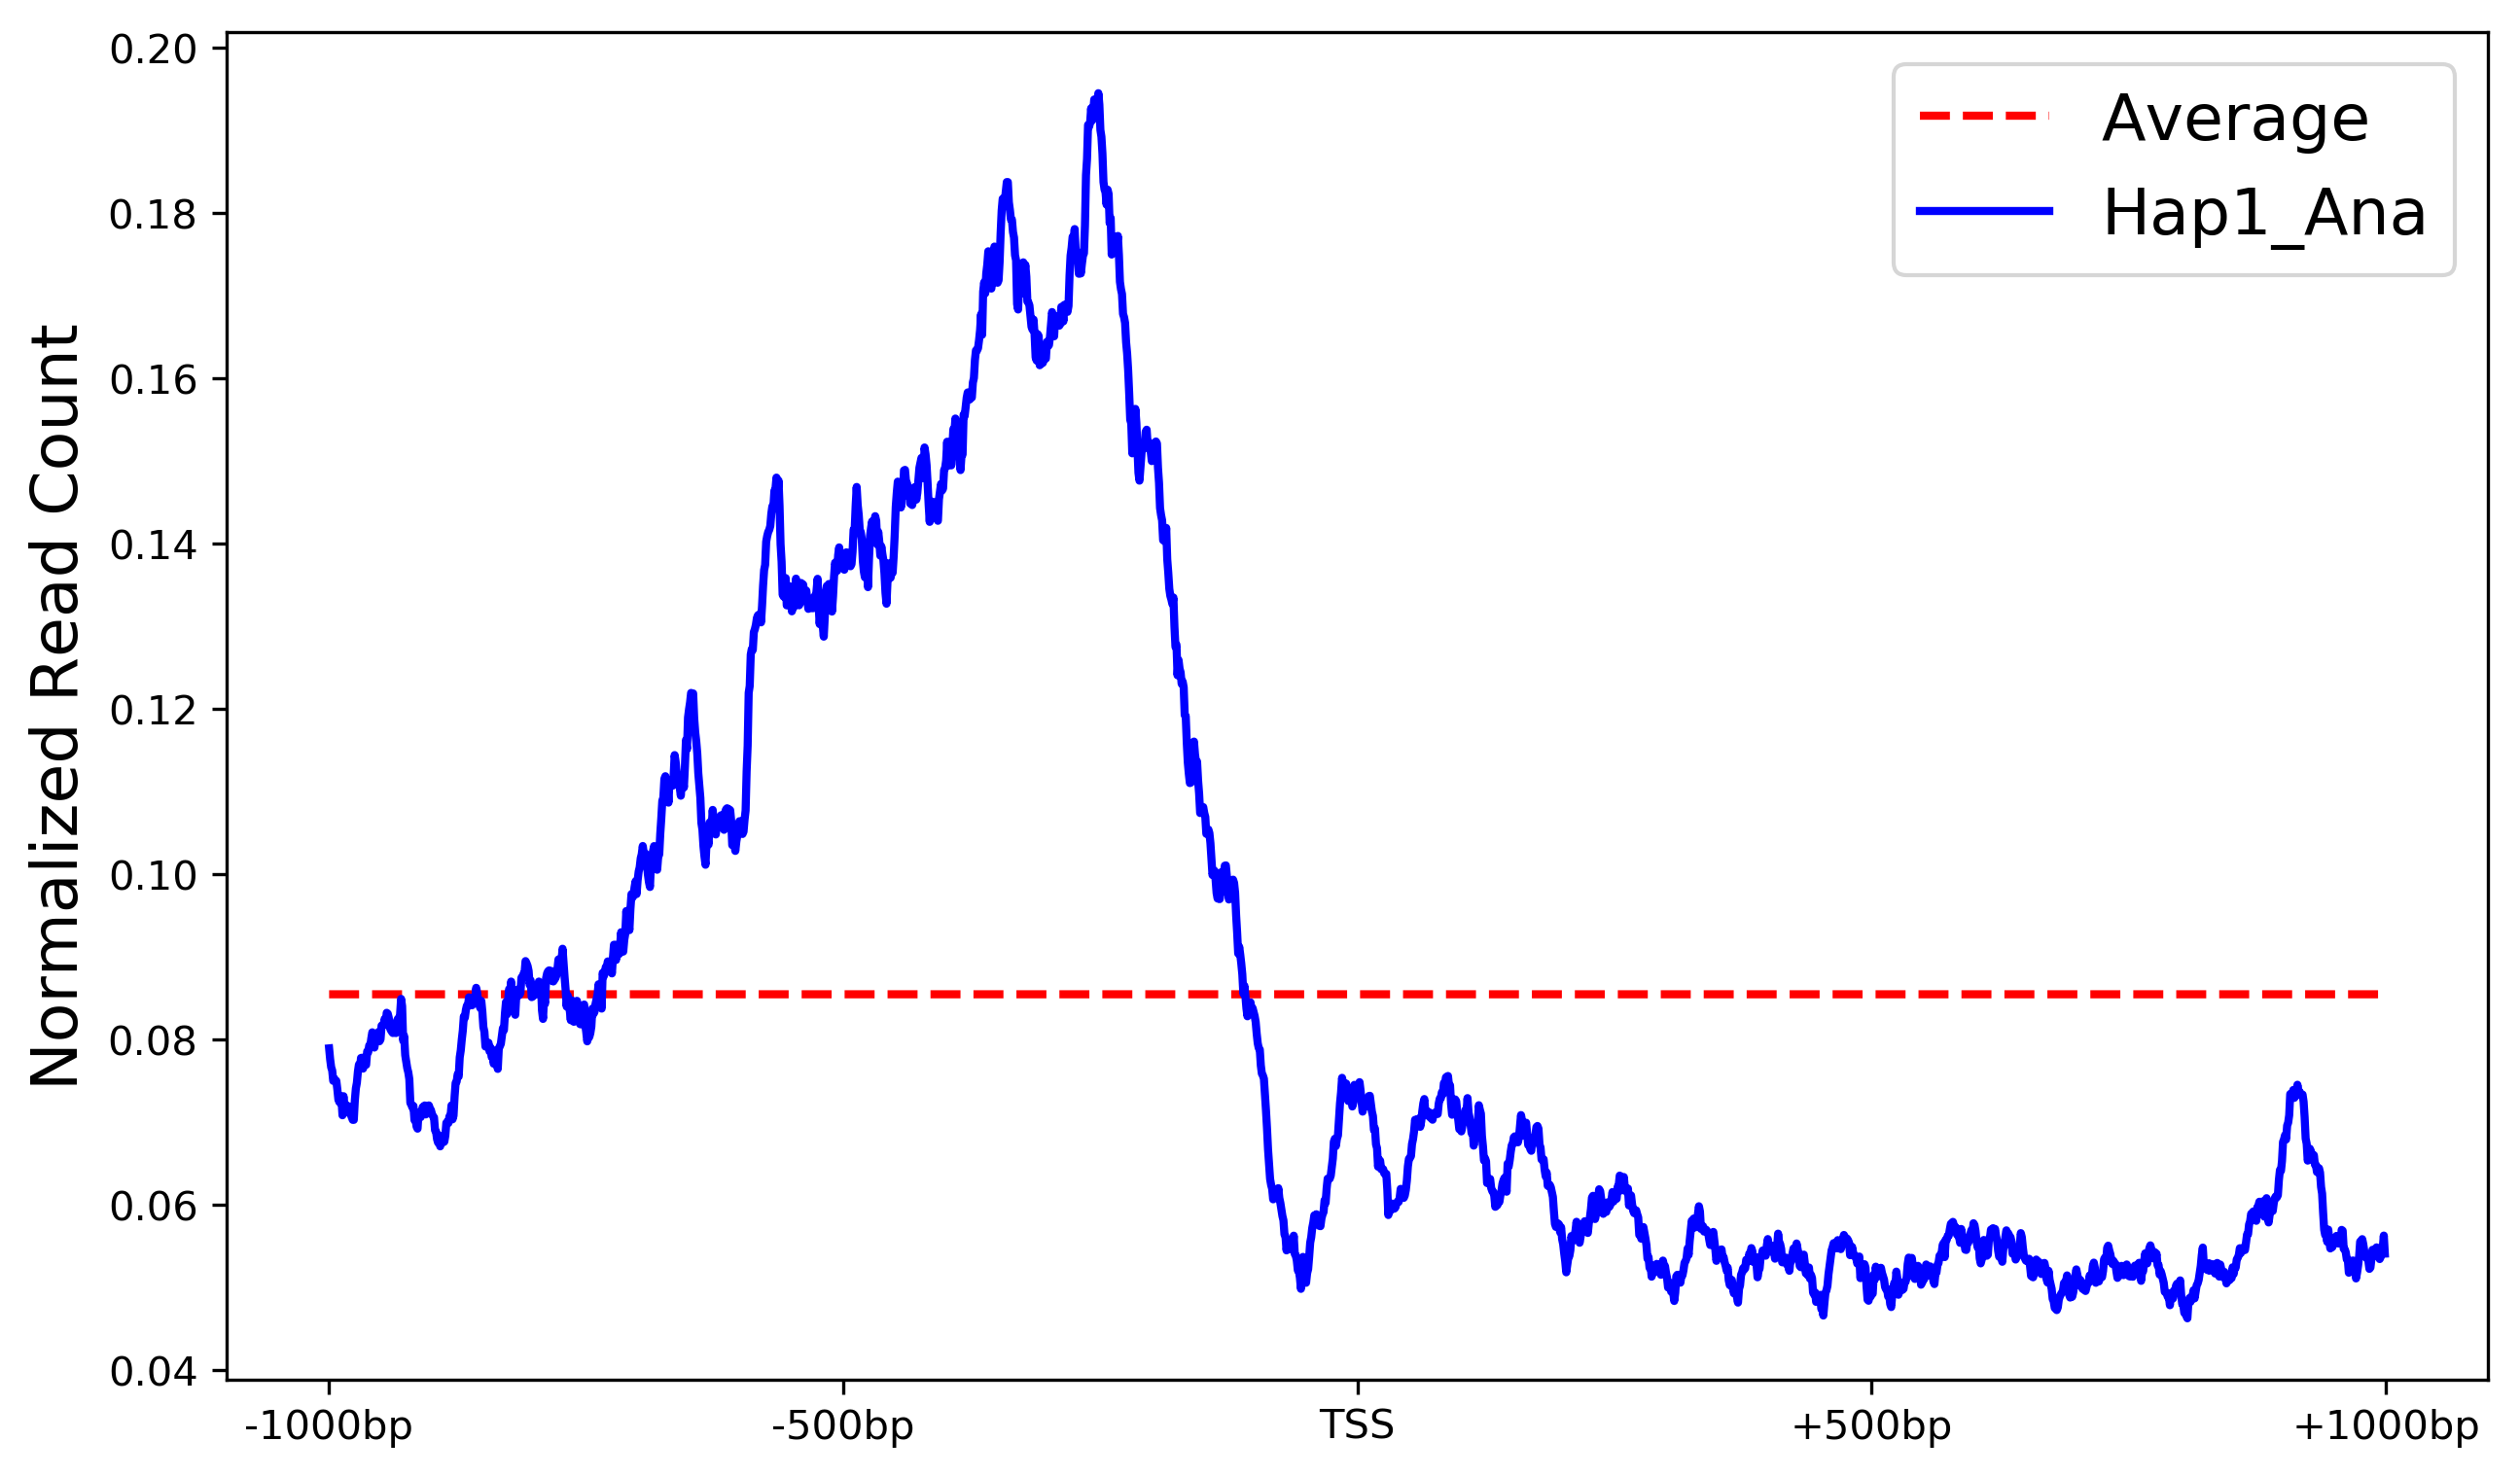 Normalized Read Count
0.20
0.18
0.16
0.14
0.12
0.10
0.08
0.06
0.04
-1000bp
-500bp
TSS
+500bp
+1000bp
Average
Hap1_Ana